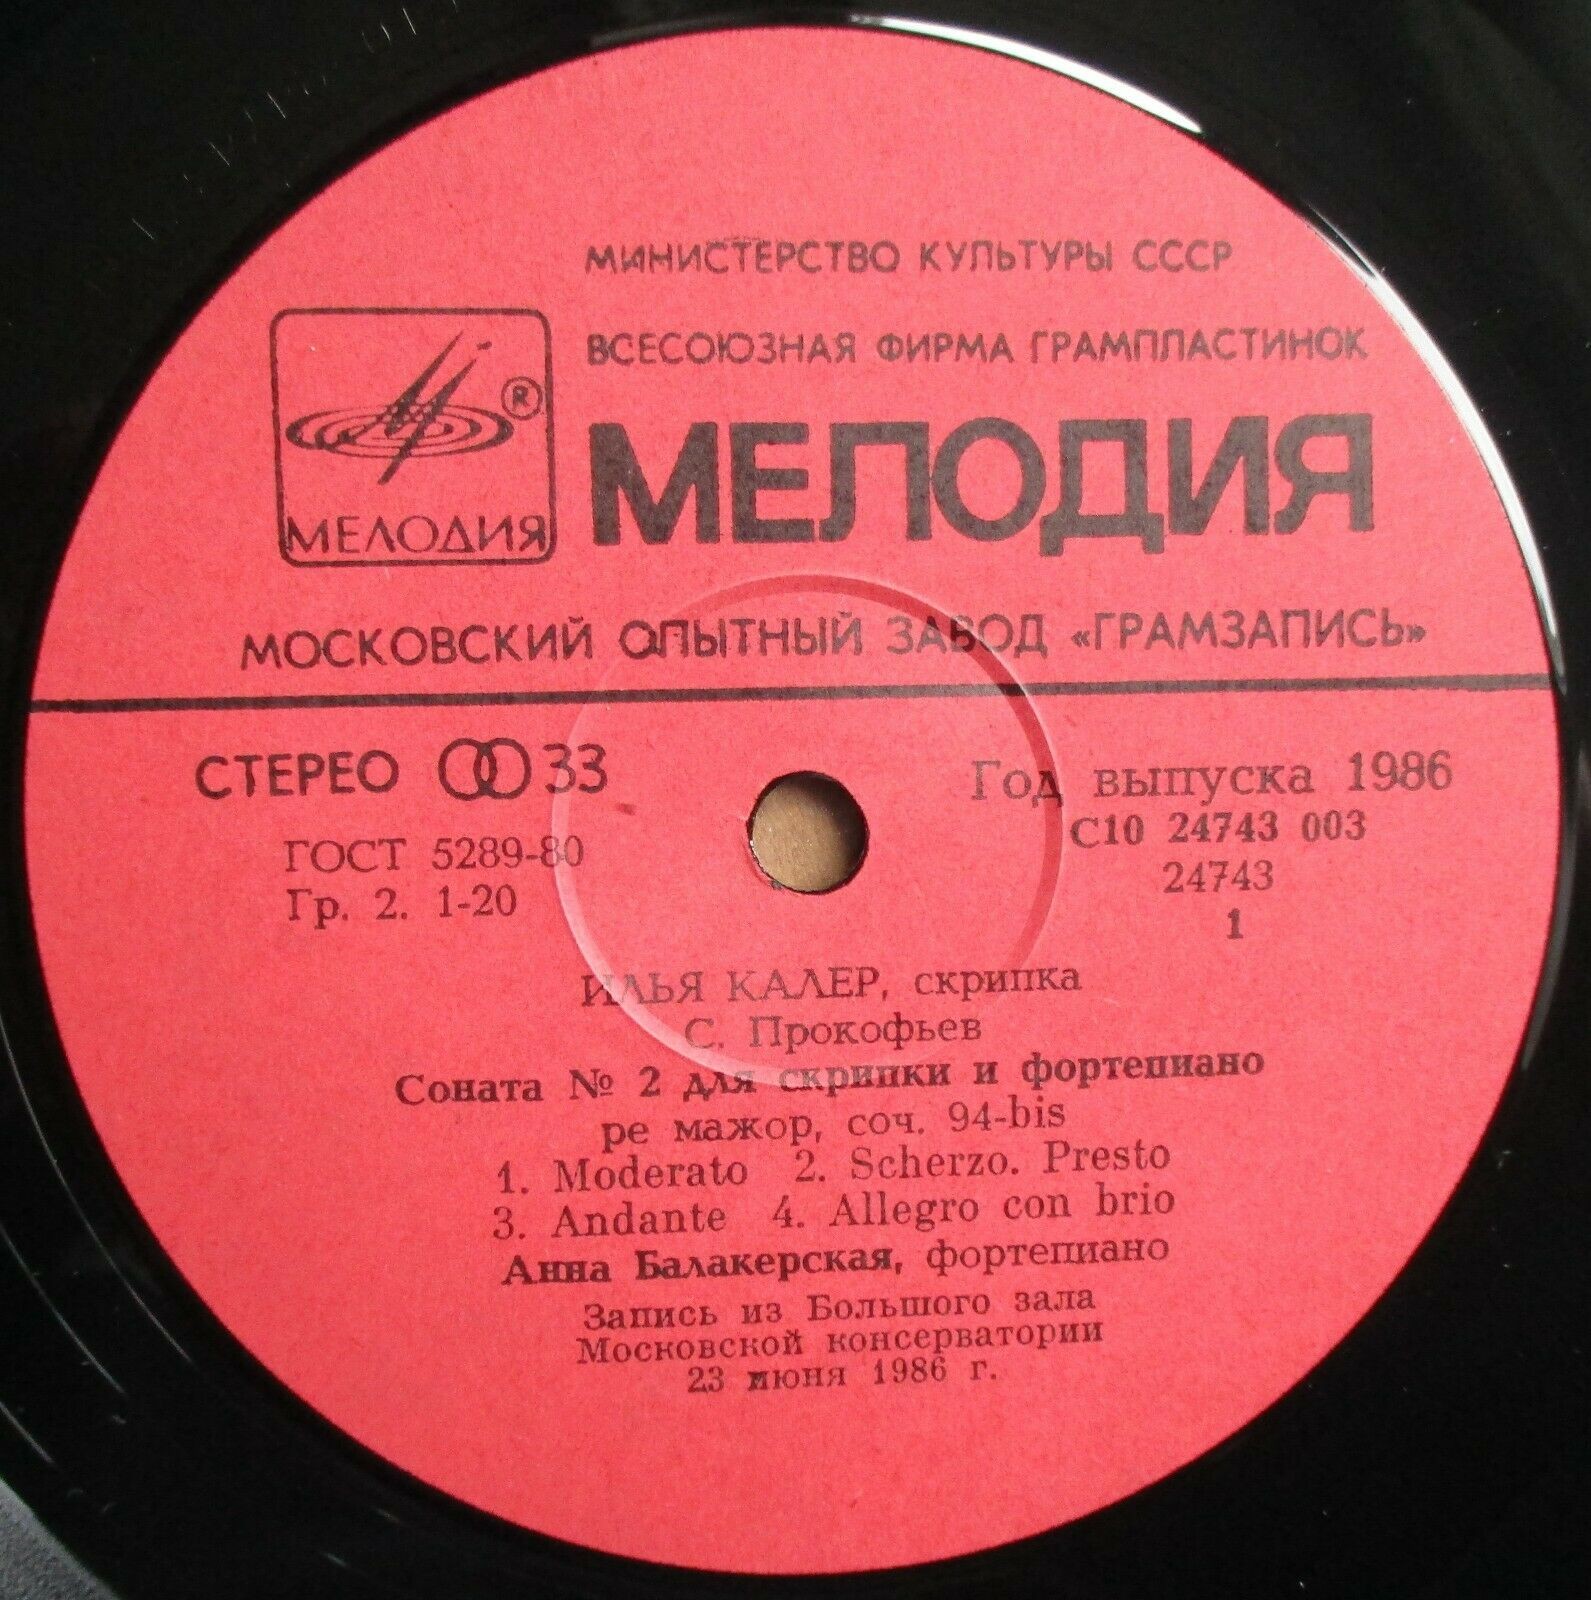 МИНИСТЕРСТВО КУЛЬТУРЫ СССР
ВСЕСОЮЗНАЯ ФИРМА ГРАМПЛАСТИНОК
®
МЕЛОДИЯ
МЕЛОДИЯ
МОСКОВСКИЙ ОПЫТНЫЙ ЗАВОД «ГРАМЗАПИСЬ»
СТЕРЕО 33
ГОСТ 5289-80
Гр. 2. 1-20
Год выпуска 1986
С10 24743 003
24743
1
ИЛЬЯ КАЛЕР, скрипка
С. Прокофьев
Соната № 2 для скрипки и фортепиано
ре мажор, соч. 94-bis
1. Moderato 2. Scherzo. Presto
3. Andante 4. Allegro con brio
Анна Балакерская, фортепиано
Запись из Большого зала
Московской консерватории
23 июня 1986 г.